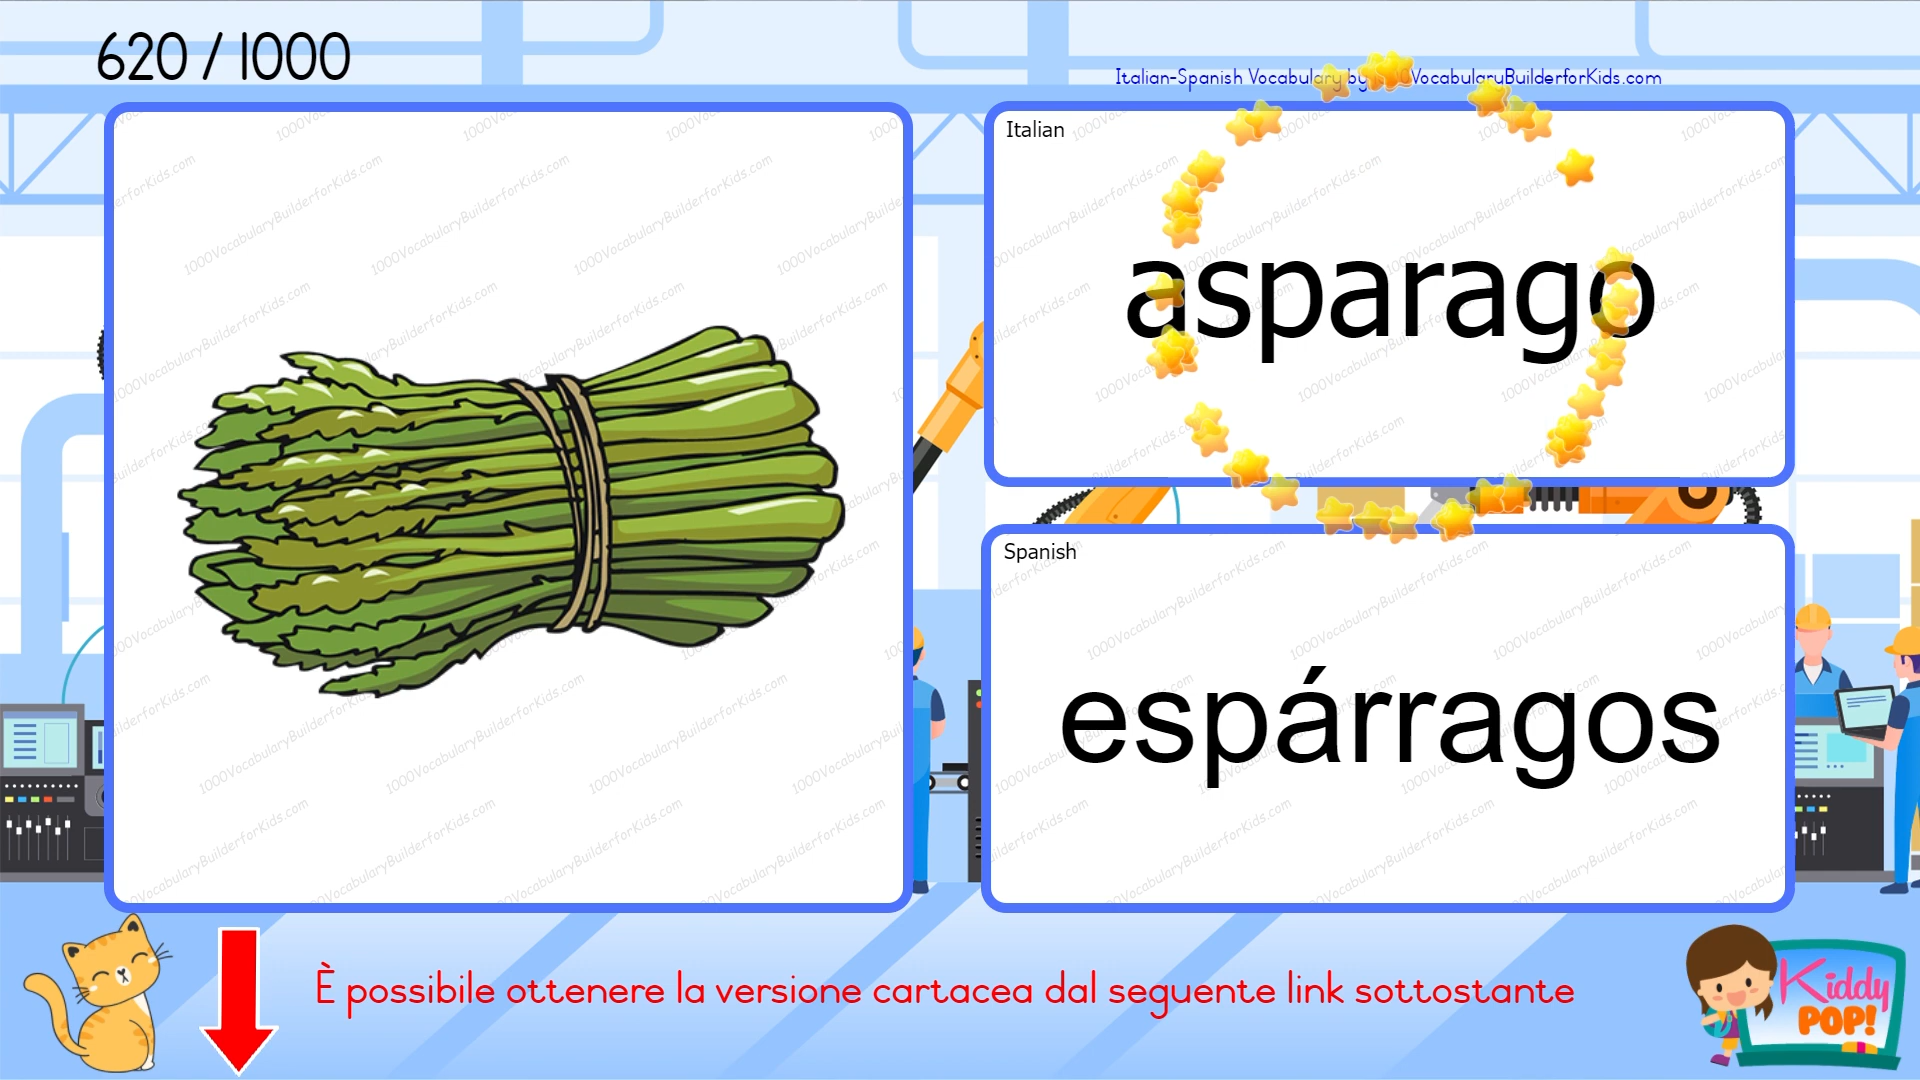 620 / 1000
Italian-Spanish Vocabulary by 1000VocabularyBuilderforKids.com
Italian
asparago
Spanish
espárragos
È possibile ottenere la versione cartacea dal seguente link sottostante
Kiddy
POP!